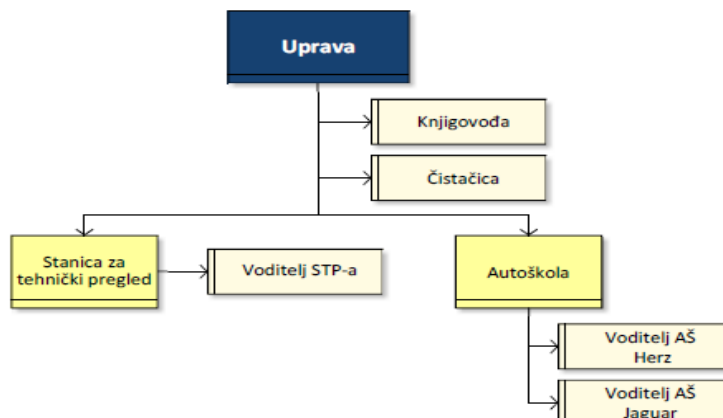 Uprava
Knjigovođa
Čistačica
Stanica za
tehnički pregled
Voditelj STP-a
Autoškola
Voditelj AŠ
Herz
Voditelj AŠ
Jaguar